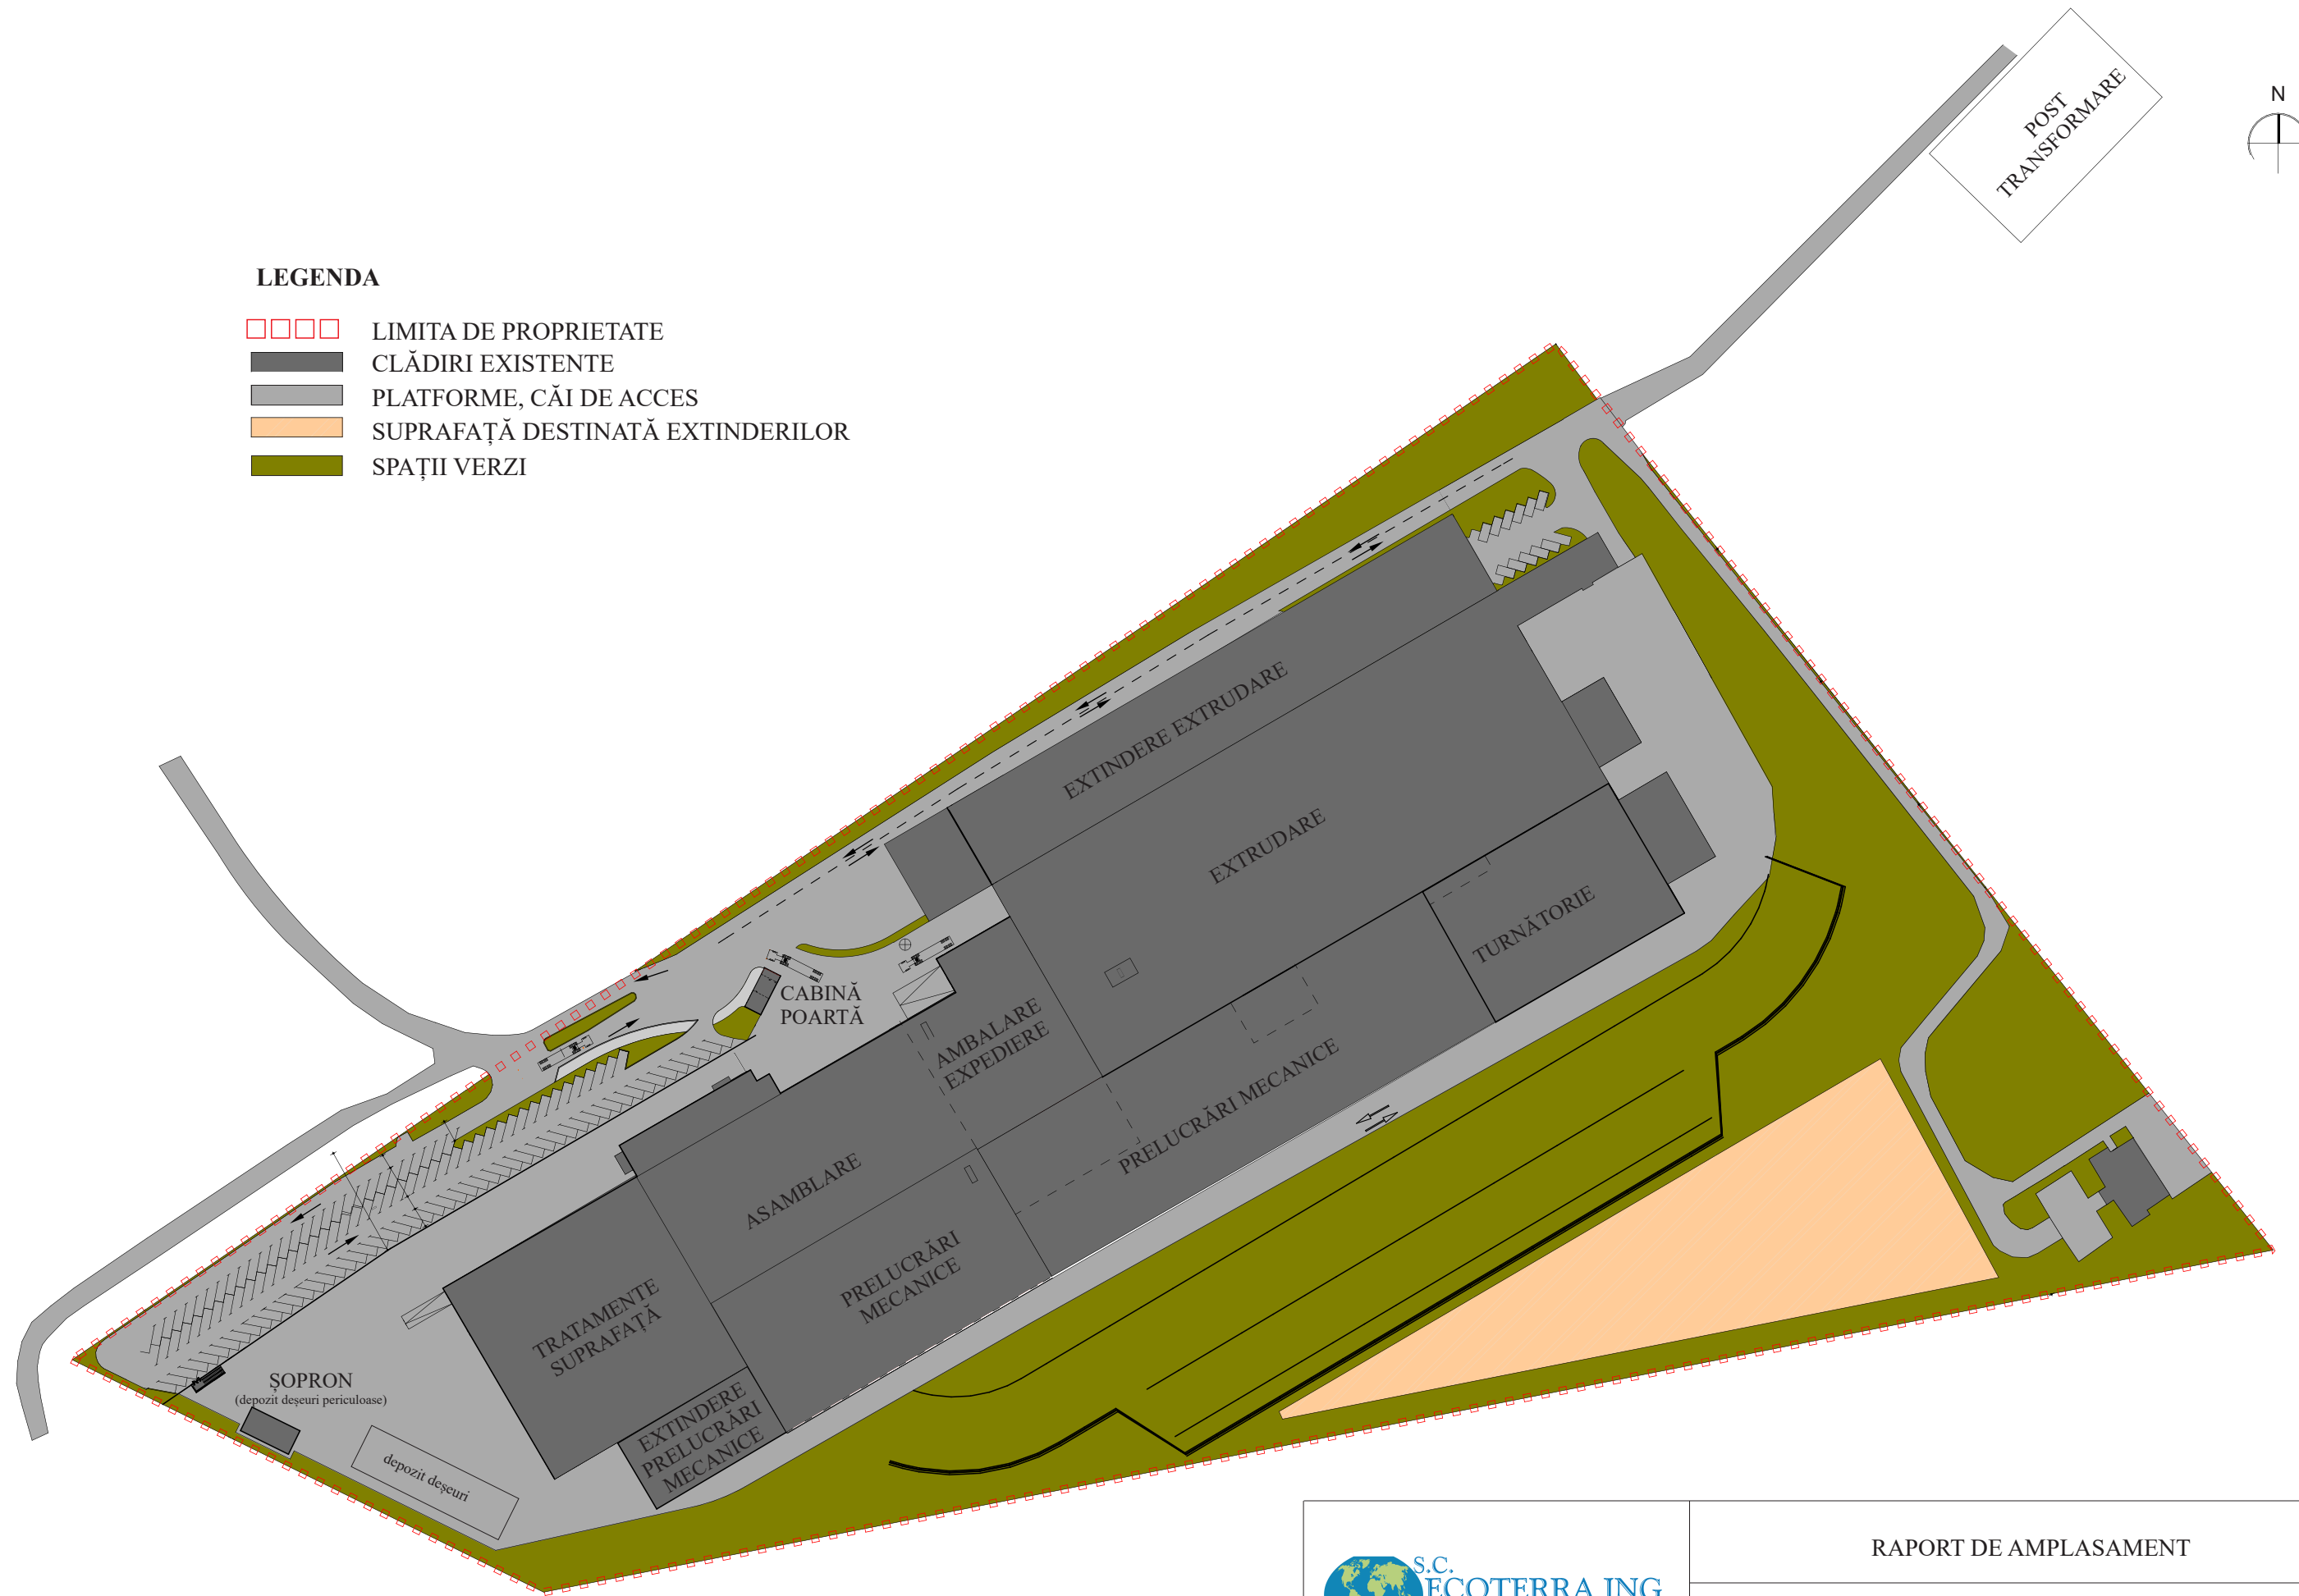 POST
TRANSFORMARE
N
LEGENDA
LIMITA DE PROPRIETATE
CLĂDIRI EXISTENTE
PLATFORME, CĂI DE ACCES
SUPRAFAȚĂ DESTINATĂ EXTINDERILOR
SPAȚII VERZI
EXTINDERE EXTRUDARE
EXTRUDARE
TURNĂTORIE
CABINĂ
POARTĂ
AMBALARE
EXPEDIERE
PRELUCRĂRI MECANICE
ASAMBLARE
PRELUCRĂRI
MECANICE
TRATAMENTE
SUPRAFAȚĂ
EXTINDERE
PRELUCRĂRI
MECANICE
ȘOPRON
(depozit deșeuri periculoase)
depozit deșeuri
S.C.
ECOTERRA ING
RAPORT DE AMPLASAMENT